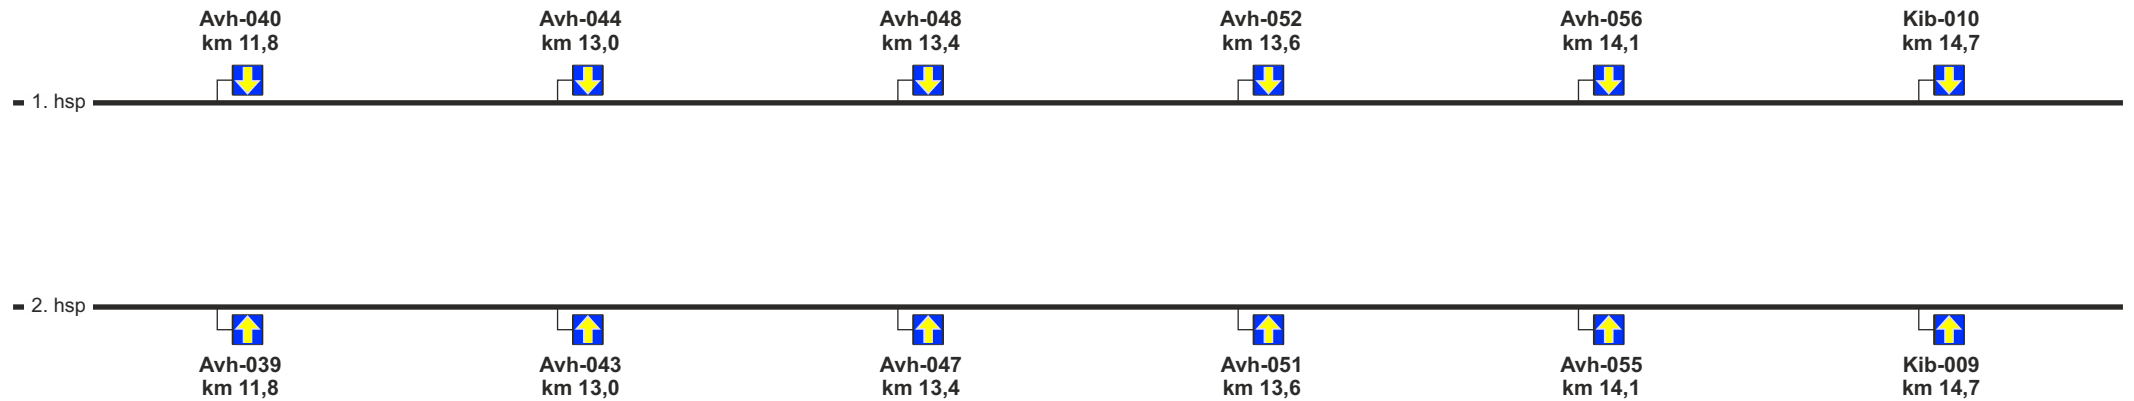 Avh-040
km 11,8
Avh-044
km 13,0
Avh-048
km 13,4
Avh-052
km 13,6
Avh-056
km 14,1
Kib-010
km 14,7
1. hsp
2. hsp
Avh-039
km 11,8
Avh-043
km 13,0
Avh-047
km 13,4
Avh-051
km 13,6
Avh-055
km 14,1
Kib-009
km 14,7